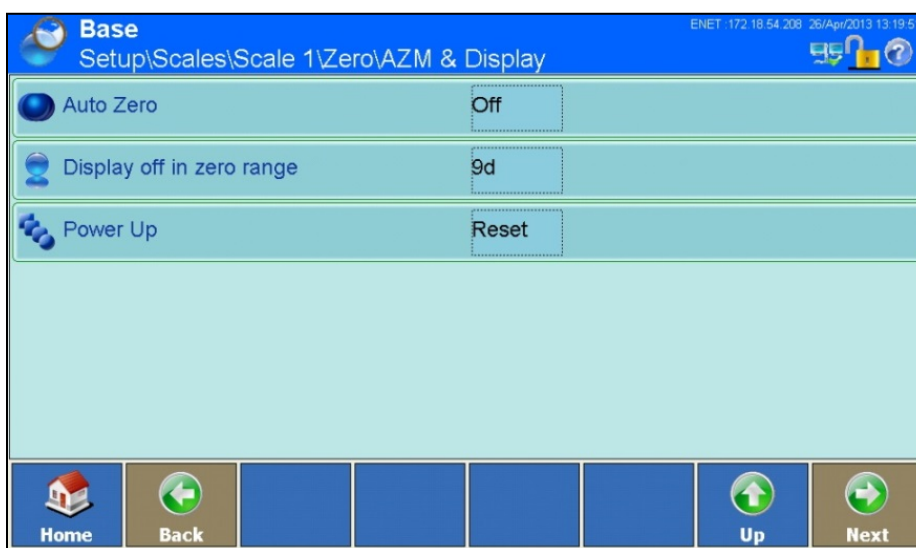 Base
ENET :172.18.54.208 26/Apr/2013 13:19:5
Setup\Scales\Scale 1\Zero\AZM & Display
Auto Zero Off
Display off in zero range 9d
Power Up Reset
Home Back Up Next